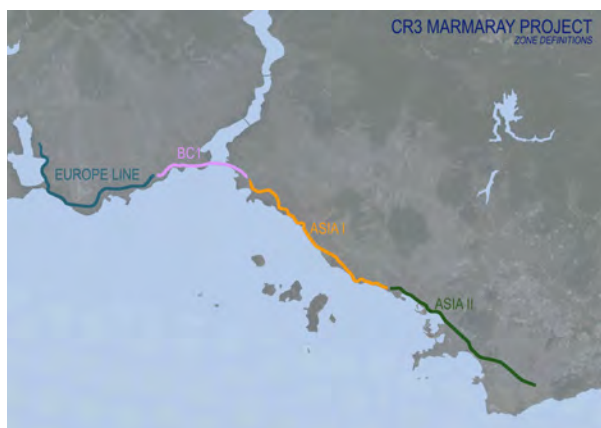 CR3 MARMARAY PROJECT
ZONE DEFINITIONS
BC1
EUROPE LINE
ASIA I
ASIA II